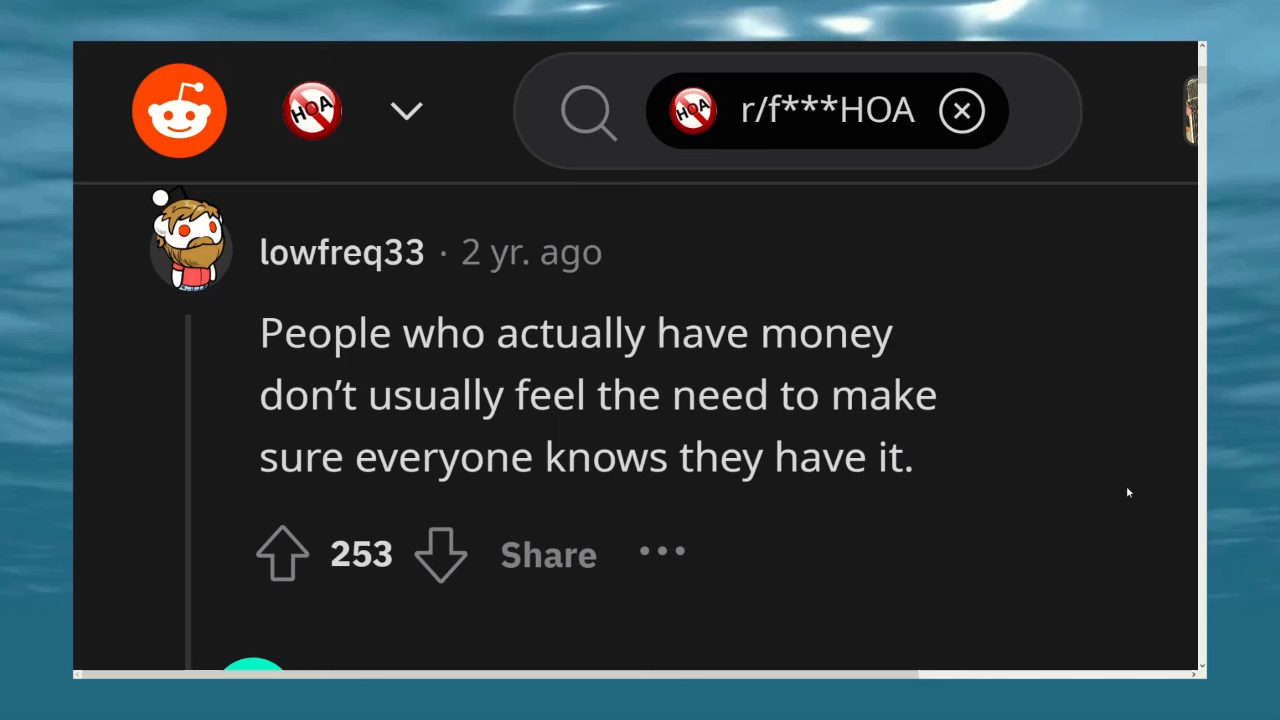 HOA
HOA r/f***HOA
lowfreq33 · 2 yr. ago
People who actually have money
don’t usually feel the need to make
sure everyone knows they have it.
253 Share